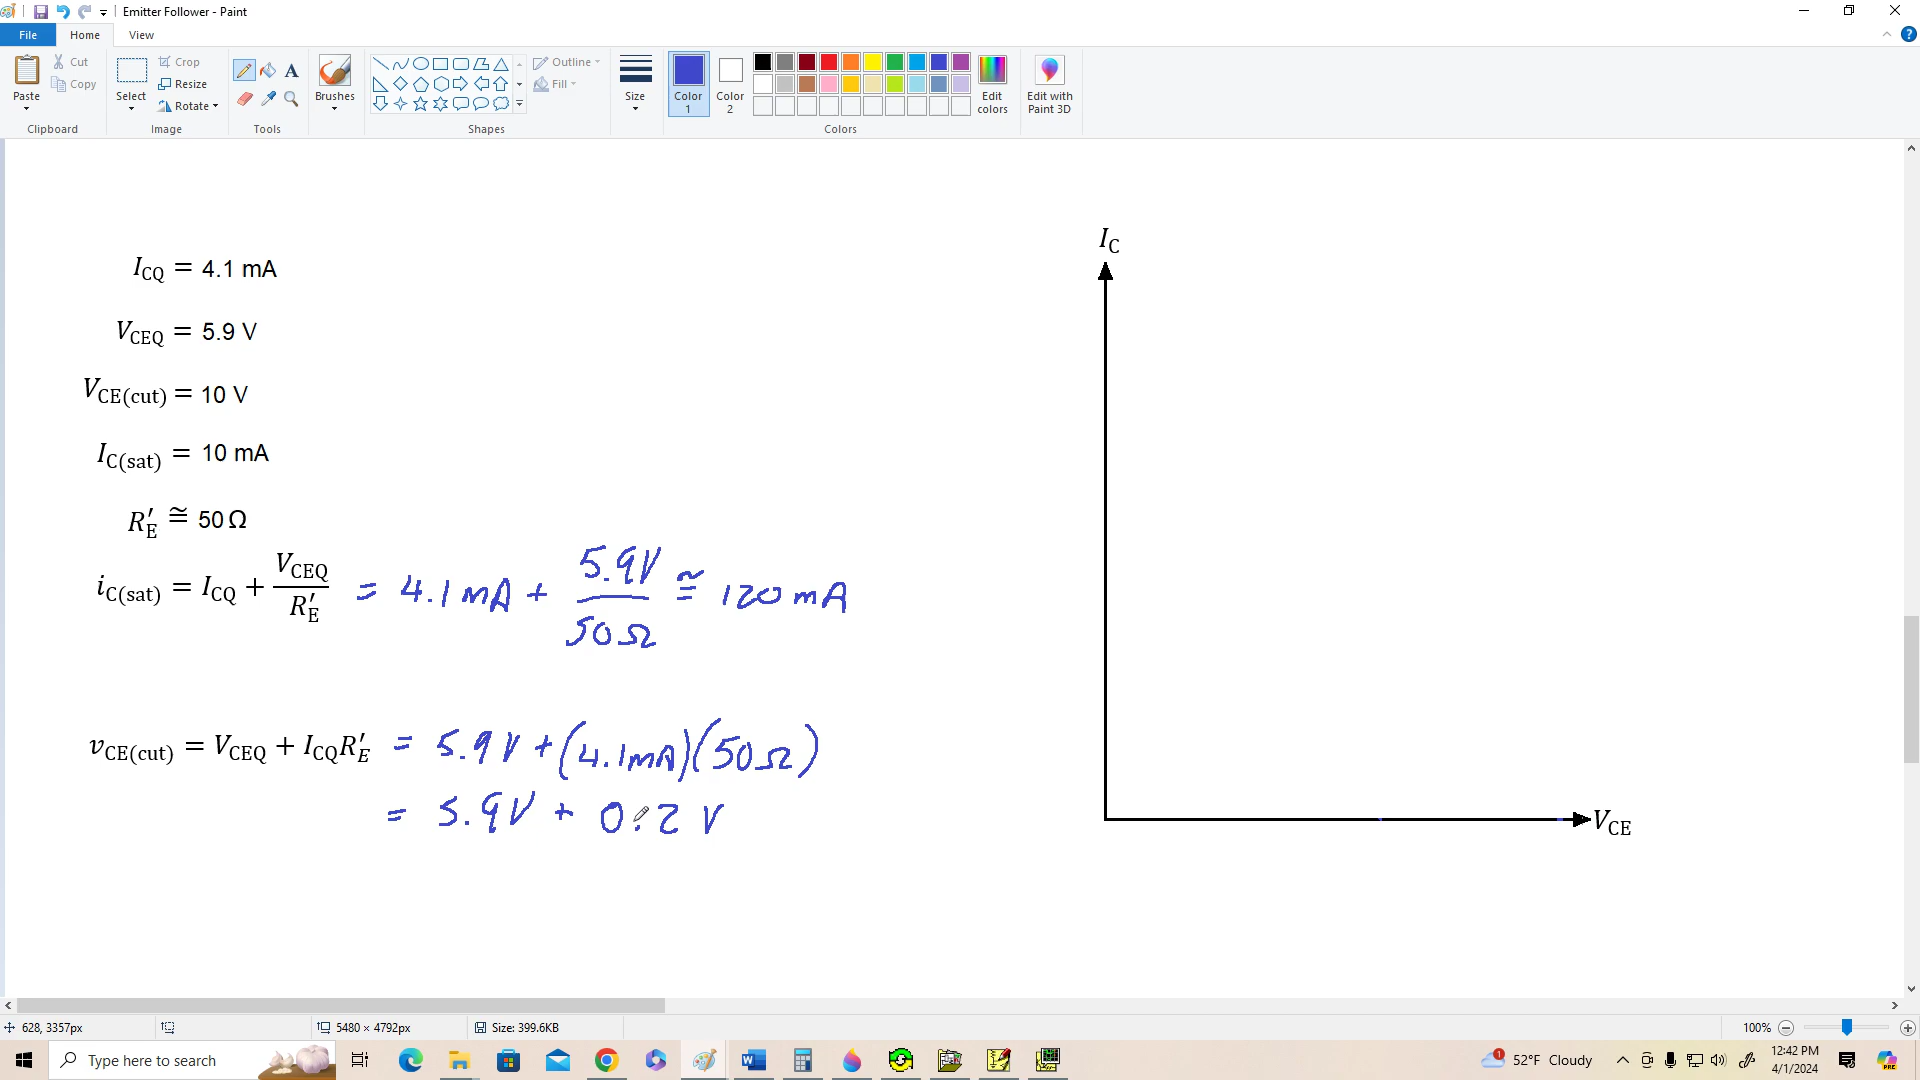 Emitter Follower - Paint
File Home View
Paste Cut Copy Clipboard
Select Crop Resize Rotate Image
Tools
Brushes
Outline Fill Shapes
Size
Color 1 Color 2 Edit colors Colors
Edit with Paint 3D
I_C
I_CQ = 4.1 mA
V_CEQ = 5.9 V
V_CE(cut) = 10 V
I_C(sat) = 10 mA
R′_E ≅ 50 Ω
i_C(sat) = I_CQ + V_CEQ / R′_E = 4.1 mA + 5.9V / 50Ω ≅ 120 mA
v_CE(cut) = V_CEQ + I_CQ R′_E = 5.9 V + (4.1mA)(50Ω)
= 5.9V + 0.2 V
V_CE
628, 3357px 5480 × 4792px Size: 399.6KB 100%
Type here to search 52°F Cloudy 12:42 PM
4/1/2024